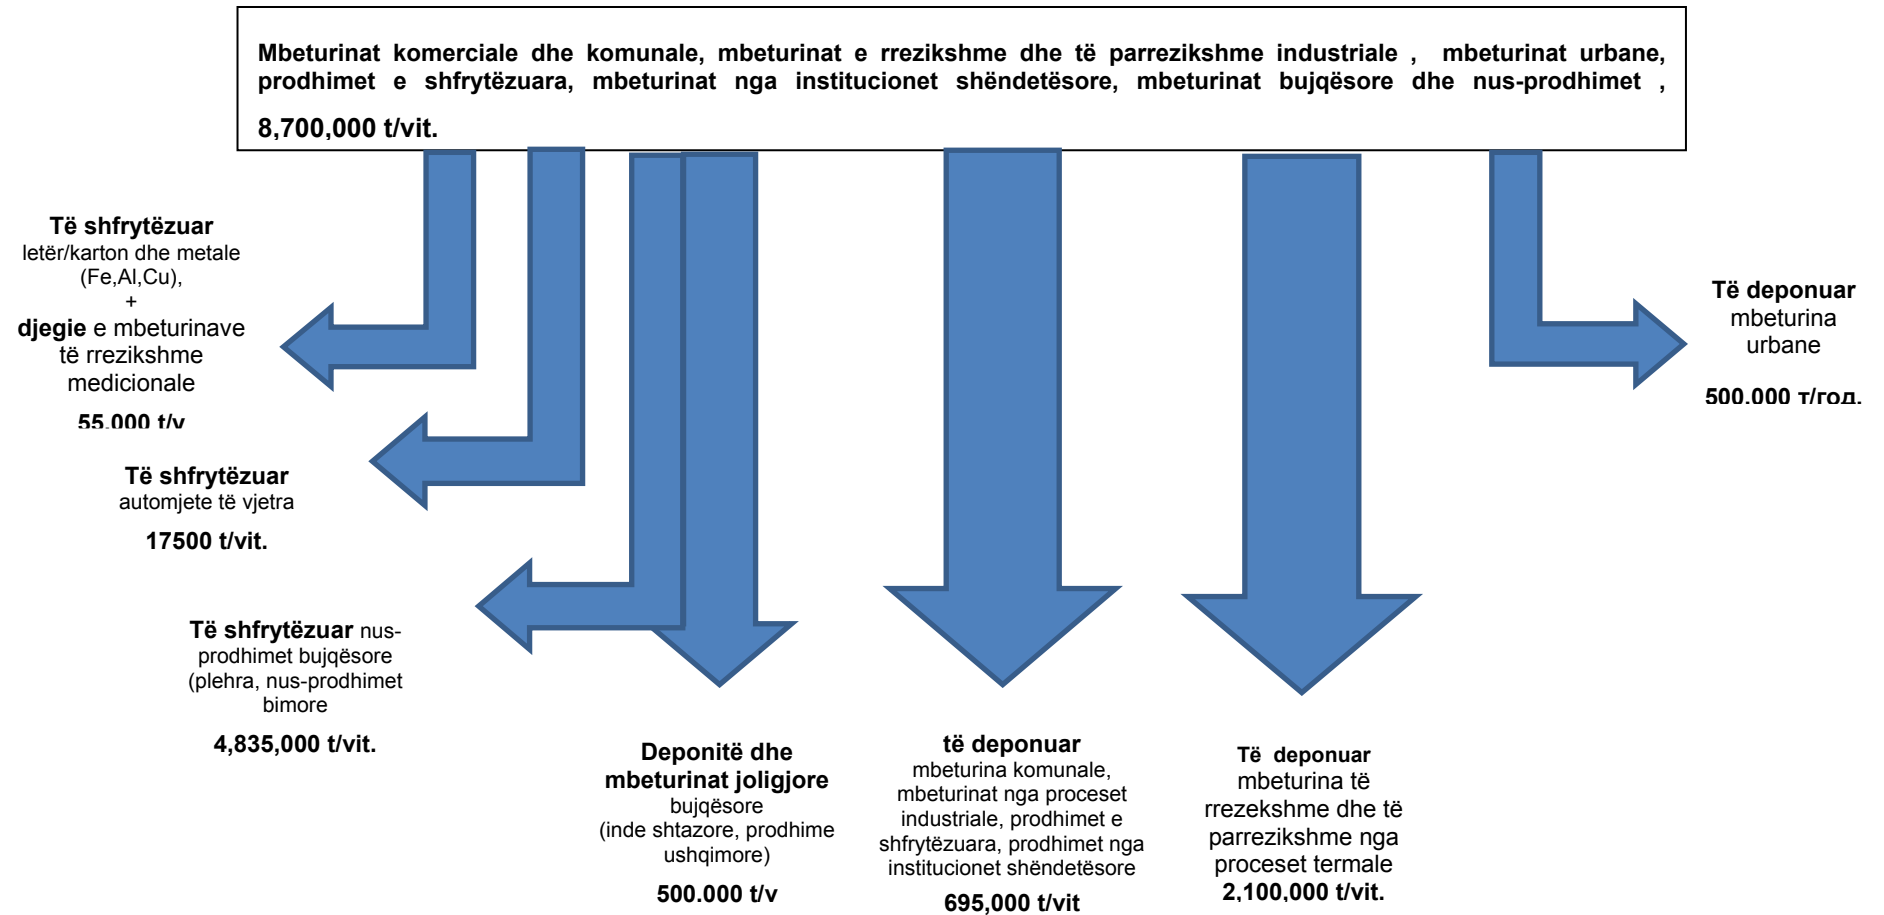 Mbeturinat komerciale dhe komunale, mbeturinat e rrezikshme dhe të parrezikshme industriale , mbeturinat urbane,
prodhimet e shfrytëzuara, mbeturinat nga institucionet shëndetësore, mbeturinat bujqësore dhe nus-prodhimet ,
8,700,000 t/vit.
Të shfrytëzuar
letër/karton dhe metale
(Fe,Al,Cu),
+
djegie e mbeturinave
të rrezikshme
medicionale
55.000 t/v
Të shfrytëzuar
automjete të vjetra
17500 t/vit.
Të shfrytëzuar nus-
prodhimet bujqësore
(plehra, nus-prodhimet
bimore
4,835,000 t/vit.
Deponitë dhe
mbeturinat joligjore
bujqësore
(inde shtazore, prodhime
ushqimore)
500.000 t/v
të deponuar
mbeturina komunale,
mbeturinat nga proceset
industriale, prodhimet e
shfrytëzuara, prodhimet nga
institucionet shëndetësore
695,000 t/vit
Të deponuar
mbeturina të
rrezekshme dhe të
parrezikshme nga
proceset termale
2,100,000 t/vit.
Të deponuar
mbeturina
urbane
500.000 т/год.